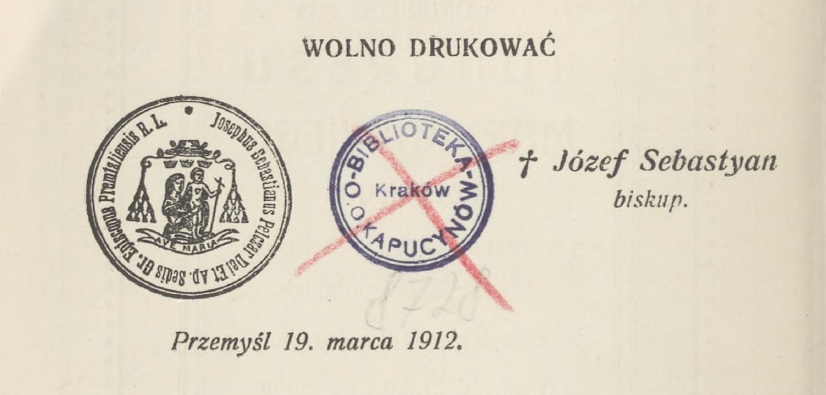 WOLNO DRUKOWAĆ
Josephus Sebastianus Pelczar Dei Et Ap. Sedis Gr. Episcopus Premisliensis R. L.
AVE MARIA
BIBLIOTEKA
Kraków
O.O. KAPUCYNÓW
† Józef Sebastyan
biskup.
8728
Przemyśl 19. marca 1912.